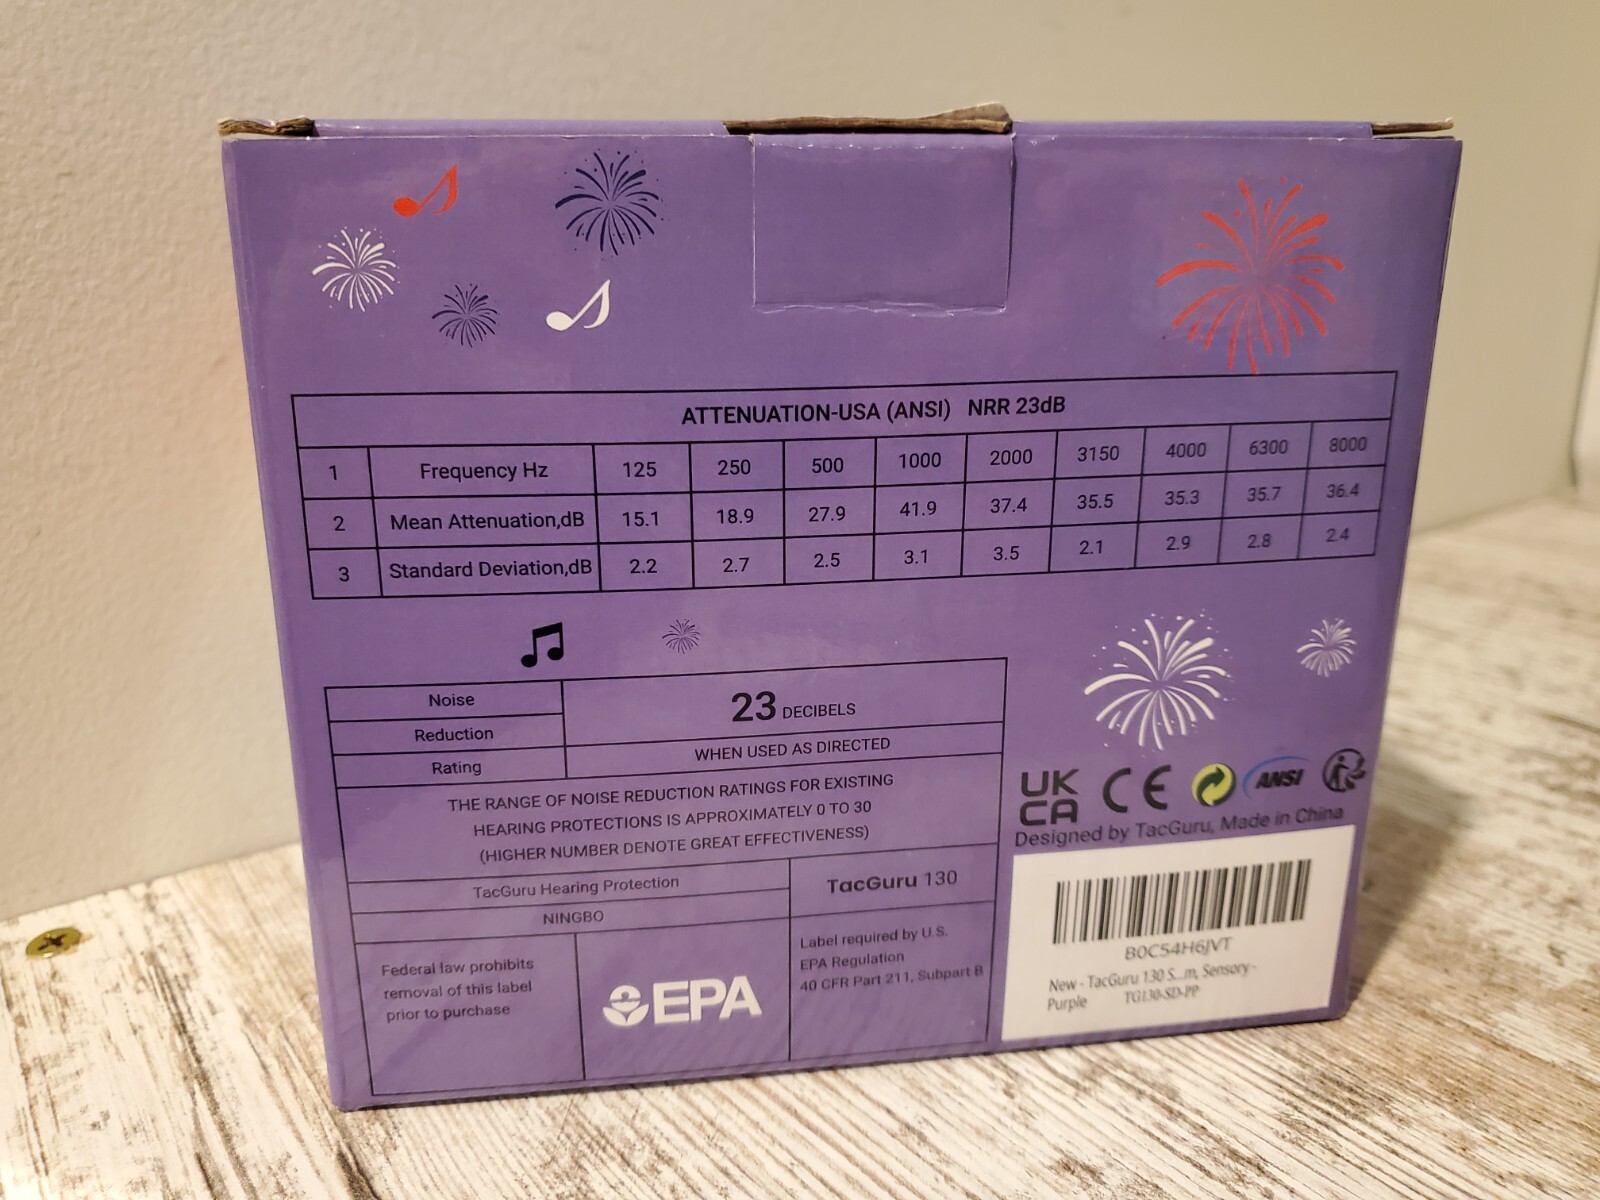 ATTENUATION-USA (ANSI) NRR 23dB
1 Frequency Hz 125 250 500 1000 2000 3150 4000 6300 8000
2 Mean Attenuation,dB 15.1 18.9 27.9 41.9 37.4 35.5 35.3 35.7 36.4
3 Standard Deviation,dB 2.2 2.7 2.5 3.1 3.5 2.1 2.9 2.8 2.4
Noise
Reduction
Rating
23 DECIBELS
WHEN USED AS DIRECTED
THE RANGE OF NOISE REDUCTION RATINGS FOR EXISTING
HEARING PROTECTIONS IS APPROXIMATELY 0 TO 30
(HIGHER NUMBER DENOTE GREAT EFFECTIVENESS)
TacGuru Hearing Protection
NINGBO
TacGuru 130
Federal law prohibits
removal of this label
prior to purchase
EPA
Label required by U.S.
EPA Regulation
40 CFR Part 211, Subpart B
UK
CA
CE
ANSI
Designed by TacGuru, Made in China
B0C54H6JVT
New - TacGuru 130 S...m, Sensory -
Purple TG130-SD-PP